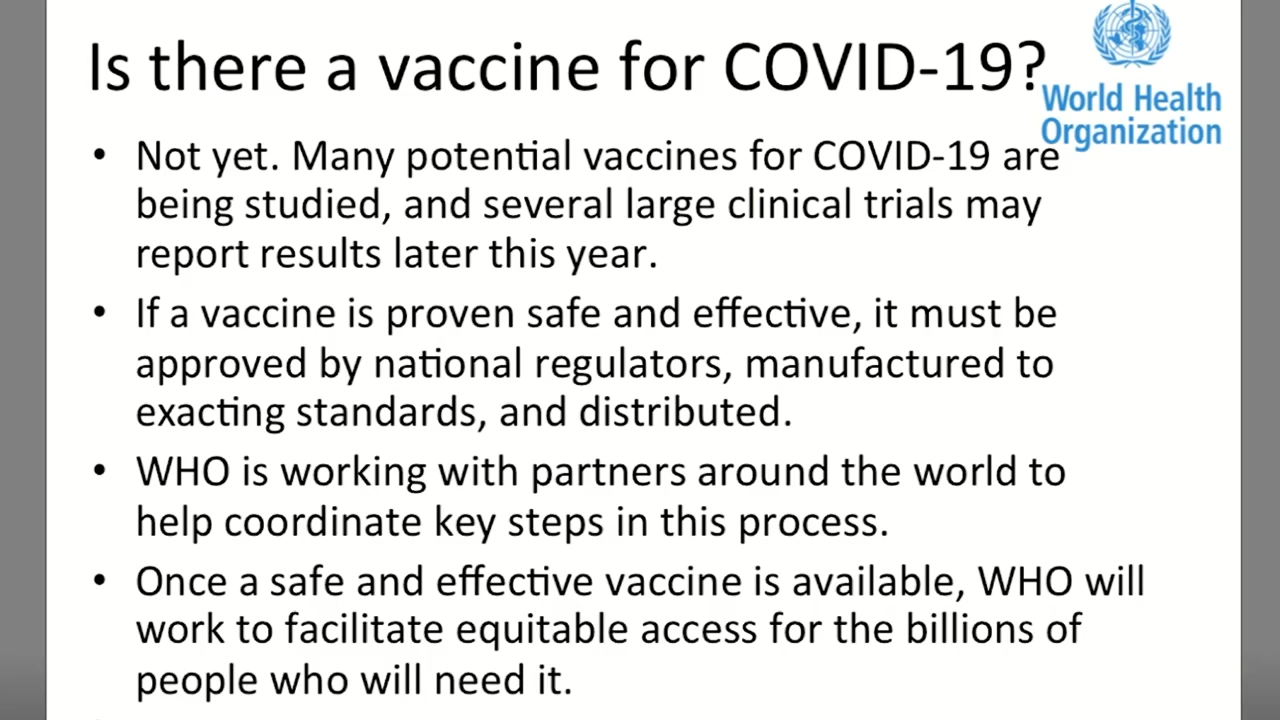 Is there a vaccine for COVID-19?
World Health
Organization
• Not yet. Many potential vaccines for COVID-19 are
being studied, and several large clinical trials may
report results later this year.
• If a vaccine is proven safe and effective, it must be
approved by national regulators, manufactured to
exacting standards, and distributed.
• WHO is working with partners around the world to
help coordinate key steps in this process.
• Once a safe and effective vaccine is available, WHO will
work to facilitate equitable access for the billions of
people who will need it.